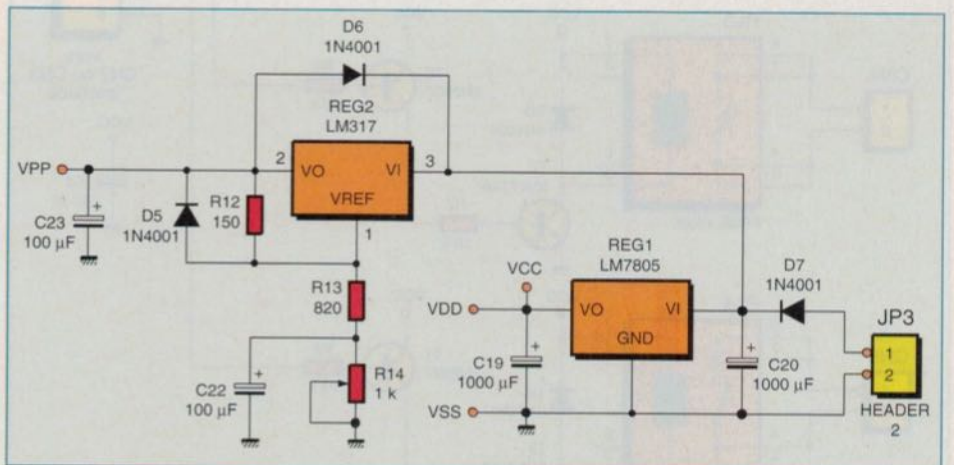 D6
1N4001
REG2
LM317
VPP
2
VO
VI
3
VREF
1
+
C23
100 µF
D5
1N4001
R12
150
R13
820
+
C22
100 µF
R14
1 k
REG1
LM7805
VCC
VDD
VO
VI
GND
D7
1N4001
JP3
1
2
HEADER
2
+
C19
1000 µF
+
C20
1000 µF
VSS